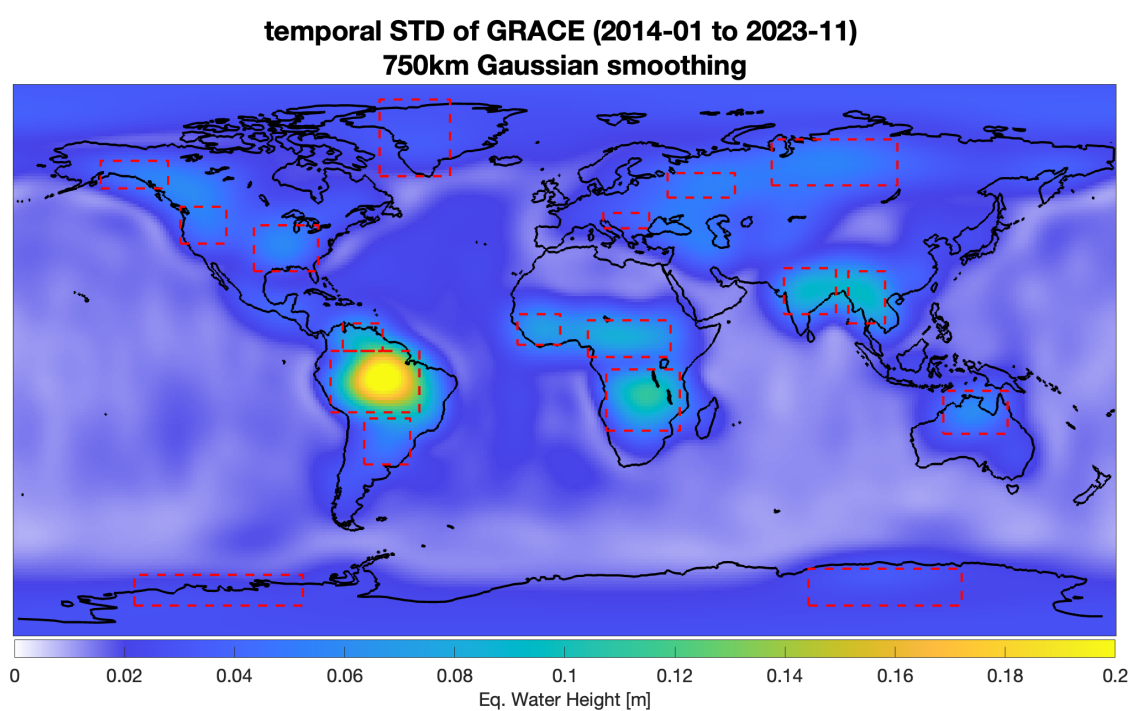 temporal STD of GRACE (2014-01 to 2023-11)
750km Gaussian smoothing
0 0.02 0.04 0.06 0.08 0.1 0.12 0.14 0.16 0.18 0.2
Eq. Water Height [m]